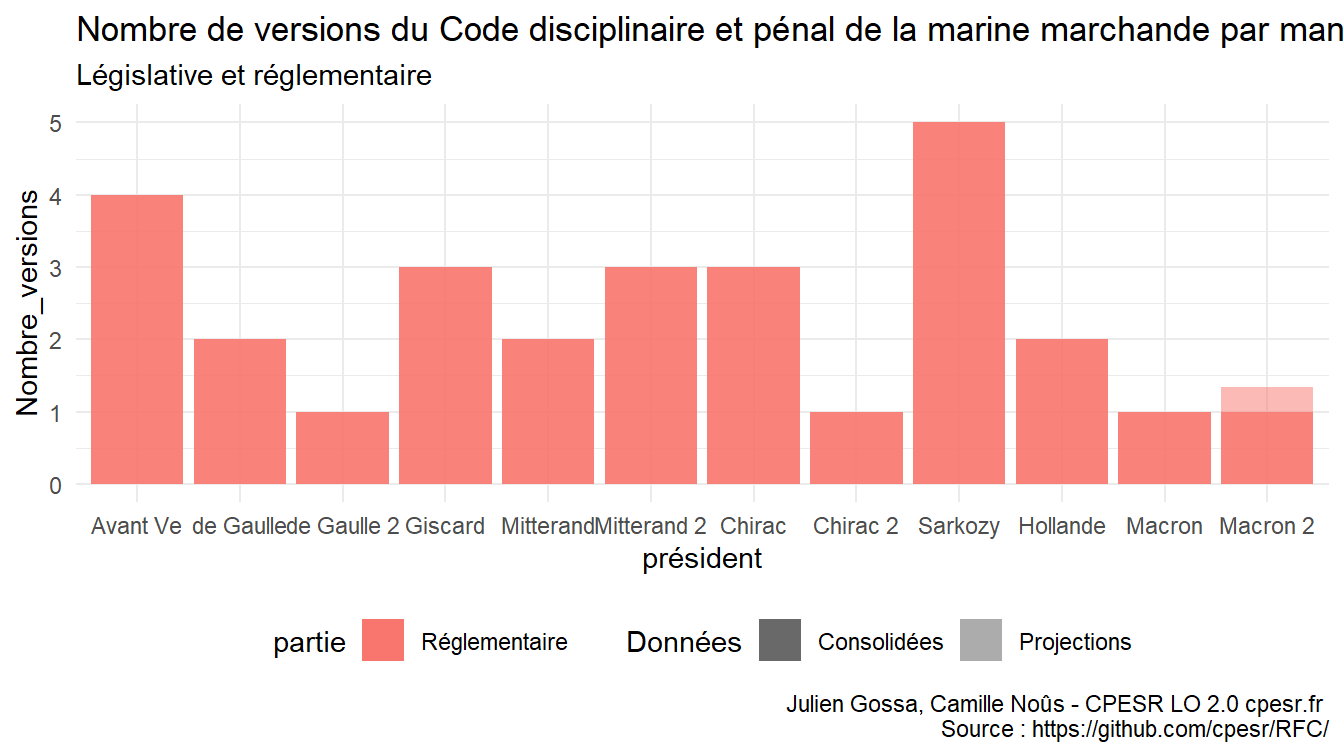 Nombre de versions du Code disciplinaire et pénal de la marine marchande par man
Législative et réglementaire
Nombre_versions
5
4
3
2
1
0
Avant Ve de Gaulle de Gaulle 2 Giscard Mitterand Mitterand 2 Chirac Chirac 2 Sarkozy Hollande Macron Macron 2
président
partie Réglementaire Données Consolidées Projections
Julien Gossa, Camille Noûs - CPESR LO 2.0 cpesr.fr
Source : https://github.com/cpesr/RFC/